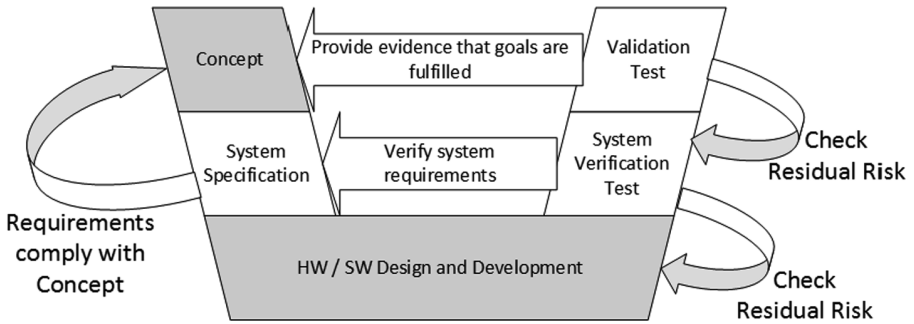 Concept
Provide evidence that goals are
fulfilled
Validation
Test
System
Specification
Verify system
requirements
System
Verification
Test
Check
Residual Risk
Requirements
comply with
Concept
HW / SW Design and Development
Check
Residual Risk